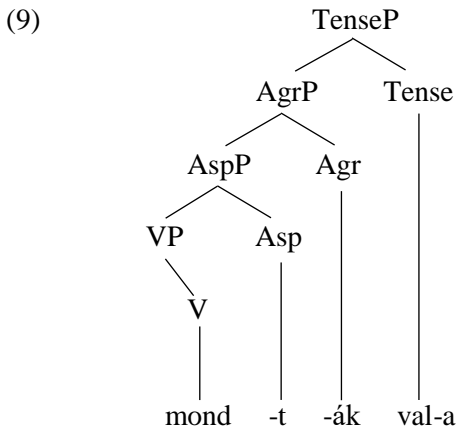 (9) TenseP
AgrP Tense
AspP Agr
VP Asp
V
mond -t -ák val-a